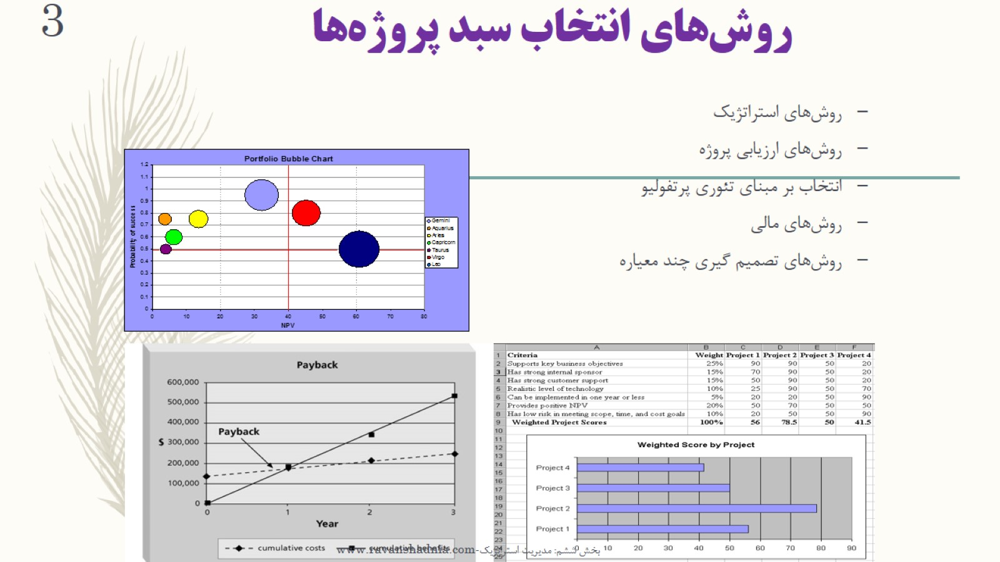 3
روش‌های انتخاب سبد پروژه‌ها
– روش‌های استراتژیک
– روش‌های ارزیابی پروژه
– انتخاب بر مبنای تئوری پرتفولیو
– روش‌های مالی
– روش‌های تصمیم گیری چند معیاره
Portfolio Bubble Chart
Probability of success
1.2
1.1
1
0.9
0.8
0.7
0.6
0.5
0.4
0.3
0.2
0.1
0
0 10 20 30 40 50 60 70 80
NPV
Gemini
Aquarius
Aries
Capricorn
Taurus
Virgo
Leo
Payback
600,000
500,000
400,000
Payback
$ 300,000
200,000
100,000
0
0 1 2 3
Year
cumulative costs cumulative benefits
A B C D E F
1 Criteria Weight Project 1 Project 2 Project 3 Project 4
2 Supports key business objectives 25% 90 90 50 20
3 Has strong internal sponsor 15% 70 90 50 20
4 Has strong customer support 15% 50 90 50 20
5 Realistic level of technology 10% 25 90 50 70
6 Can be implemented in one year or less 5% 20 20 50 90
7 Provides positive NPV 20% 50 70 50 50
8 Has low risk in meeting scope, time, and cost goals 10% 20 50 50 90
9 Weighted Project Scores 100% 56 78.5 50 41.5
10
11
12
13
14
15
16
17
18
19
20
21
22
23
24
25
Weighted Score by Project
Project 4
Project 3
Project 2
Project 1
0 10 20 30 40 50 60 70 80 90
بخش ششم: مدیریت استراتژیک-www.ravanshadnia.com